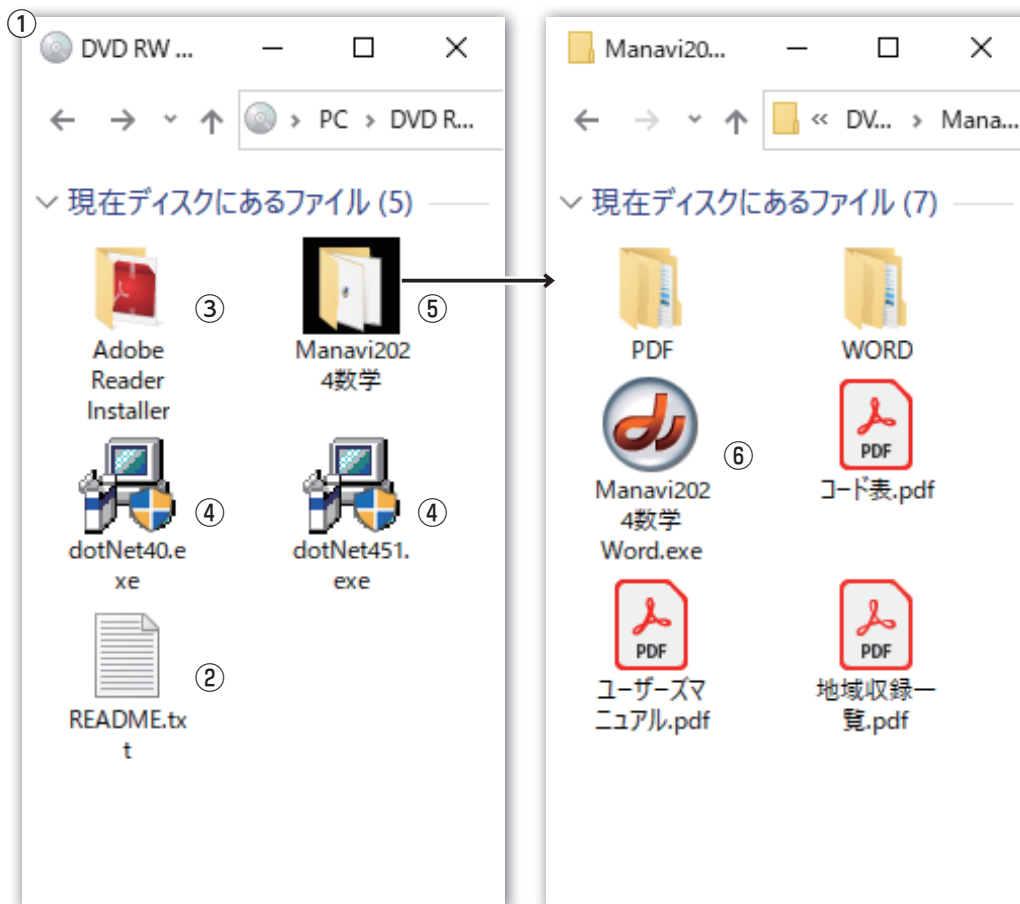 ①
DVD RW ...
PC > DVD R...
現在ディスクにあるファイル (5)
③
⑤
Adobe
Reader
Installer
Manavi202
4数学
④
④
dotNet40.e
xe
dotNet451.
exe
②
README.tx
t
Manavi20...
« DV... > Mana...
現在ディスクにあるファイル (7)
PDF
WORD
⑥
PDF
Manavi202
4数学
Word.exe
コード表.pdf
PDF
PDF
ユーザーズマ
ニュアル.pdf
地域収録一
覧.pdf